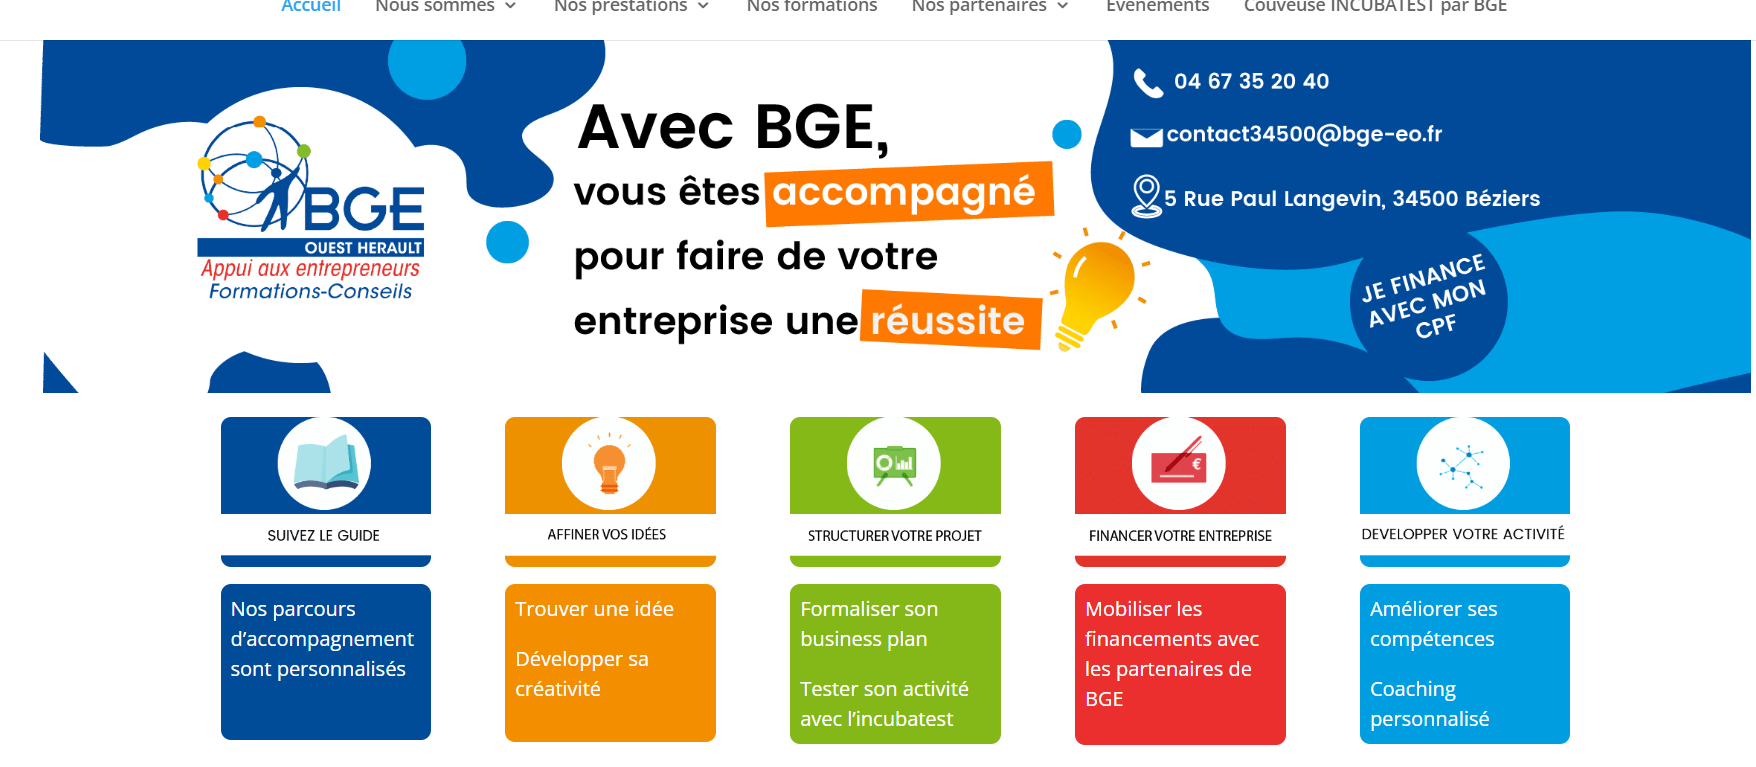 Accueil Nous sommes Nos prestations Nos formations Nos partenaires Evénements Couveuse INCUBATEST par BGE
04 67 35 20 40
contact34500@bge-eo.fr
5 Rue Paul Langevin, 34500 Béziers
JE FINANCE
AVEC MON
CPF
BGE
OUEST HERAULT
Appui aux entrepreneurs
Formations-Conseils
Avec BGE,
vous êtes accompagné
pour faire de votre
entreprise une réussite
SUIVEZ LE GUIDE
Nos parcours
d’accompagnement
sont personnalisés
AFFINER VOS IDÉES
Trouver une idée
Développer sa
créativité
STRUCTURER VOTRE PROJET
Formaliser son
business plan
Tester son activité
avec l’incubatest
€
FINANCER VOTRE ENTREPRISE
Mobiliser les
financements avec
les partenaires de
BGE
DEVELOPPER VOTRE ACTIVITÉ
Améliorer ses
compétences
Coaching
personnalisé